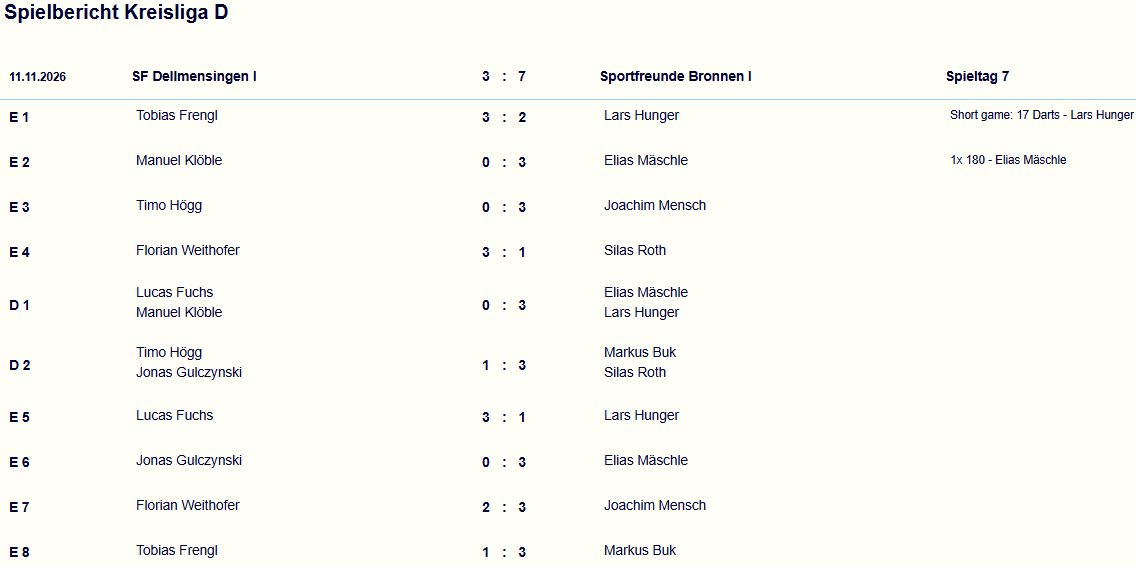 Spielbericht Kreisliga D
11.11.2026 SF Dellmensingen I 3 : 7 Sportfreunde Bronnen I Spieltag 7
E 1 Tobias Frengl 3 : 2 Lars Hunger Short game: 17 Darts - Lars Hunger
E 2 Manuel Klöble 0 : 3 Elias Mäschle 1x 180 - Elias Mäschle
E 3 Timo Högg 0 : 3 Joachim Mensch
E 4 Florian Weithofer 3 : 1 Silas Roth
Lucas Fuchs Elias Mäschle
D 1 0 : 3
Manuel Klöble Lars Hunger
Timo Högg Markus Buk
D 2 1 : 3
Jonas Gulczynski Silas Roth
E 5 Lucas Fuchs 3 : 1 Lars Hunger
E 6 Jonas Gulczynski 0 : 3 Elias Mäschle
E 7 Florian Weithofer 2 : 3 Joachim Mensch
E 8 Tobias Frengl 1 : 3 Markus Buk